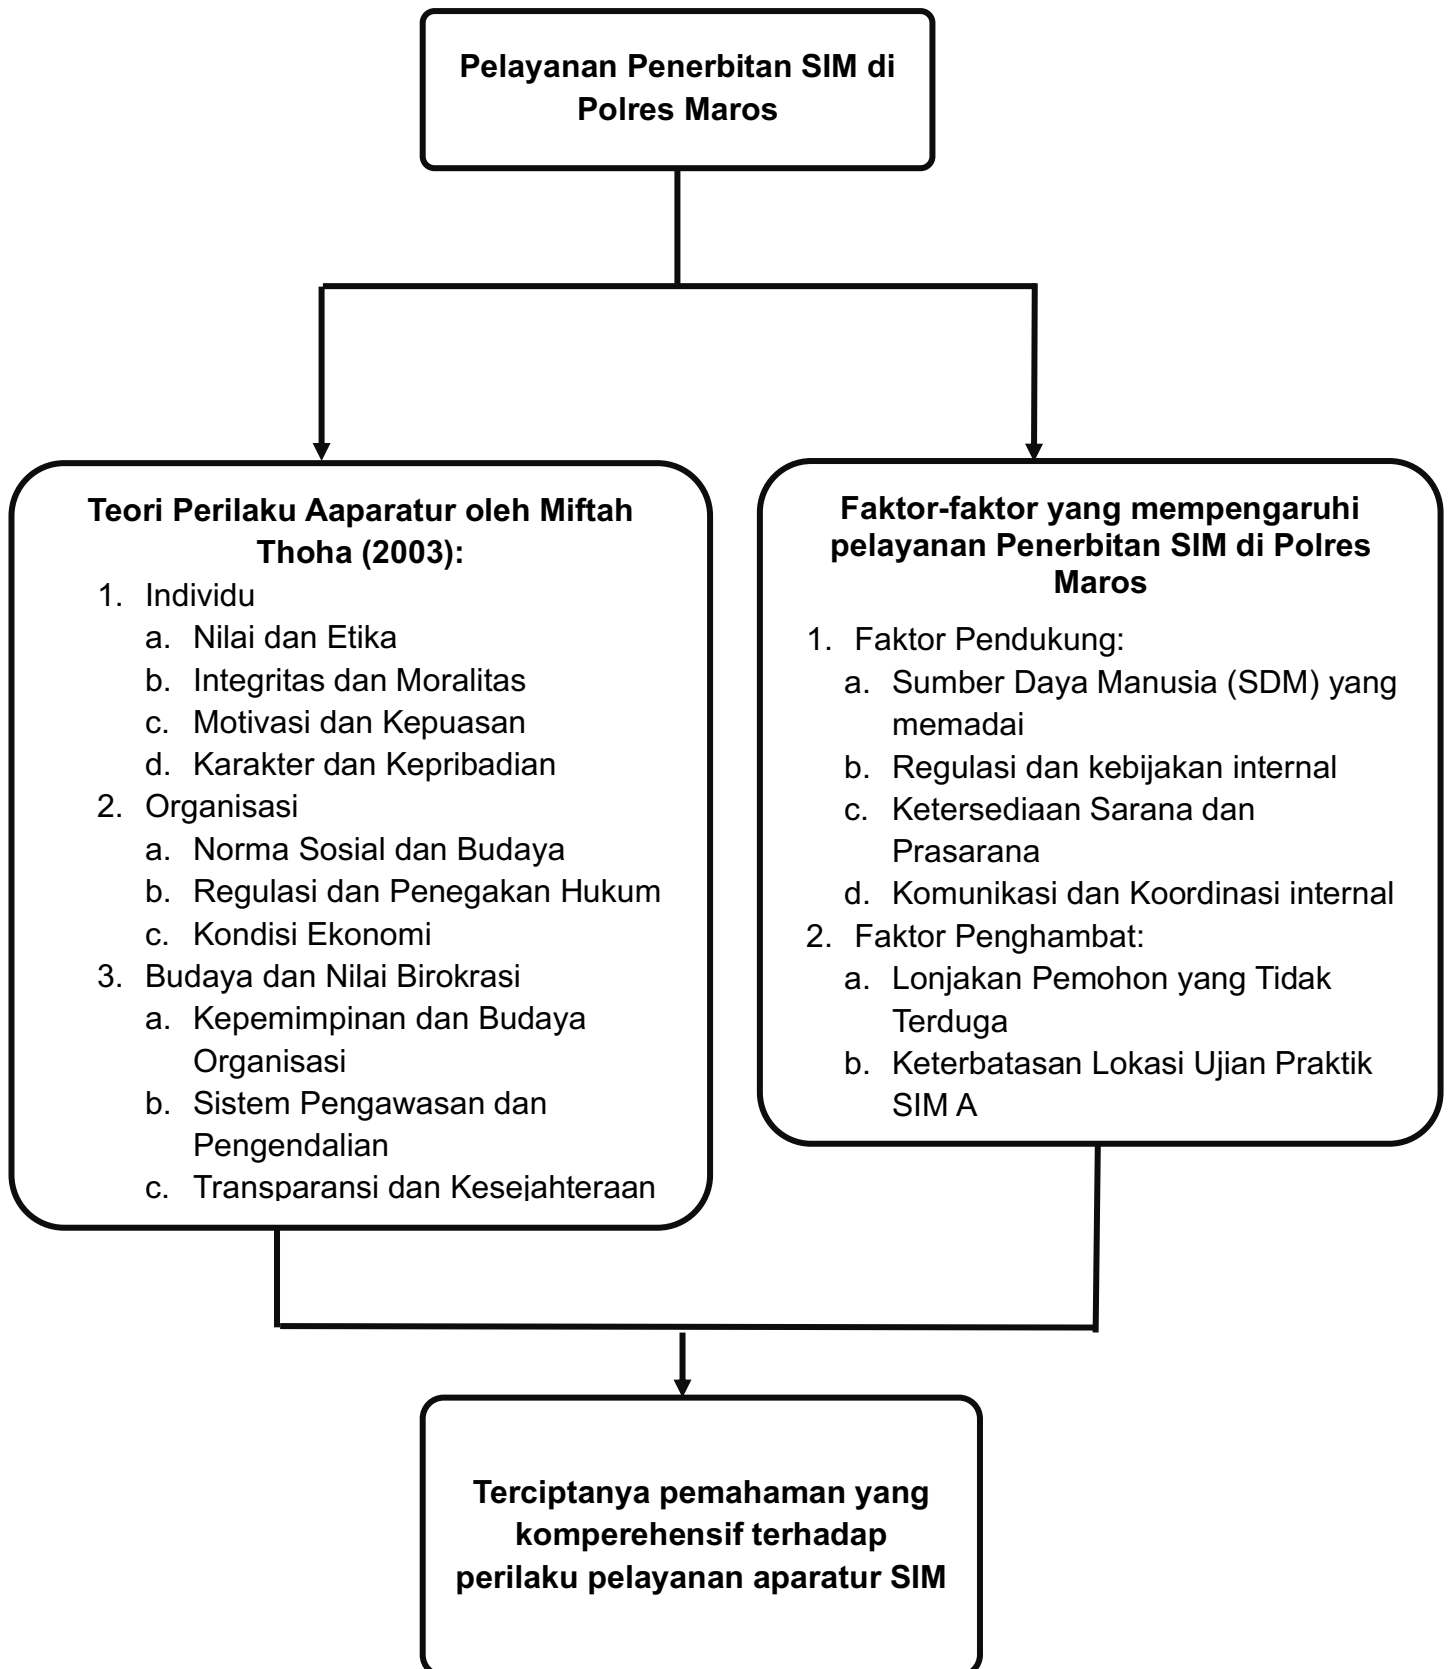 Pelayanan Penerbitan SIM di
Polres Maros
Teori Perilaku Aaparatur oleh Miftah
Thoha (2003):
1. Individu
a. Nilai dan Etika
b. Integritas dan Moralitas
c. Motivasi dan Kepuasan
d. Karakter dan Kepribadian
2. Organisasi
a. Norma Sosial dan Budaya
b. Regulasi dan Penegakan Hukum
c. Kondisi Ekonomi
3. Budaya dan Nilai Birokrasi
a. Kepemimpinan dan Budaya
Organisasi
b. Sistem Pengawasan dan
Pengendalian
c. Transparansi dan Kesejahteraan
Faktor-faktor yang mempengaruhi
pelayanan Penerbitan SIM di Polres
Maros
1. Faktor Pendukung:
a. Sumber Daya Manusia (SDM) yang
memadai
b. Regulasi dan kebijakan internal
c. Ketersediaan Sarana dan
Prasarana
d. Komunikasi dan Koordinasi internal
2. Faktor Penghambat:
a. Lonjakan Pemohon yang Tidak
Terduga
b. Keterbatasan Lokasi Ujian Praktik
SIM A
Terciptanya pemahaman yang
komperehensif terhadap
perilaku pelayanan aparatur SIM